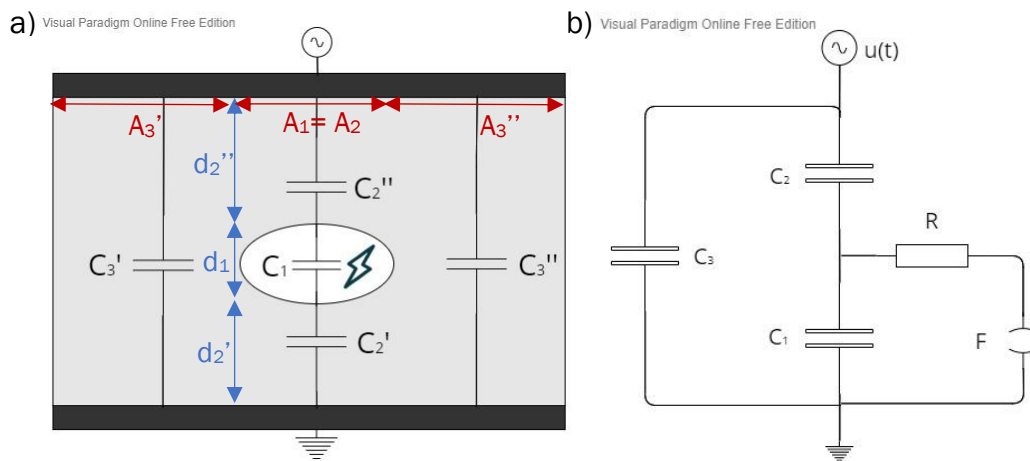 a) Visual Paradigm Online Free Edition
A₃'
A₁= A₂
A₃''
d₂''
C₂''
C₃'
d₁
C₁
C₃''
d₂'
C₂'
b) Visual Paradigm Online Free Edition
u(t)
C₂
R
C₃
C₁
F